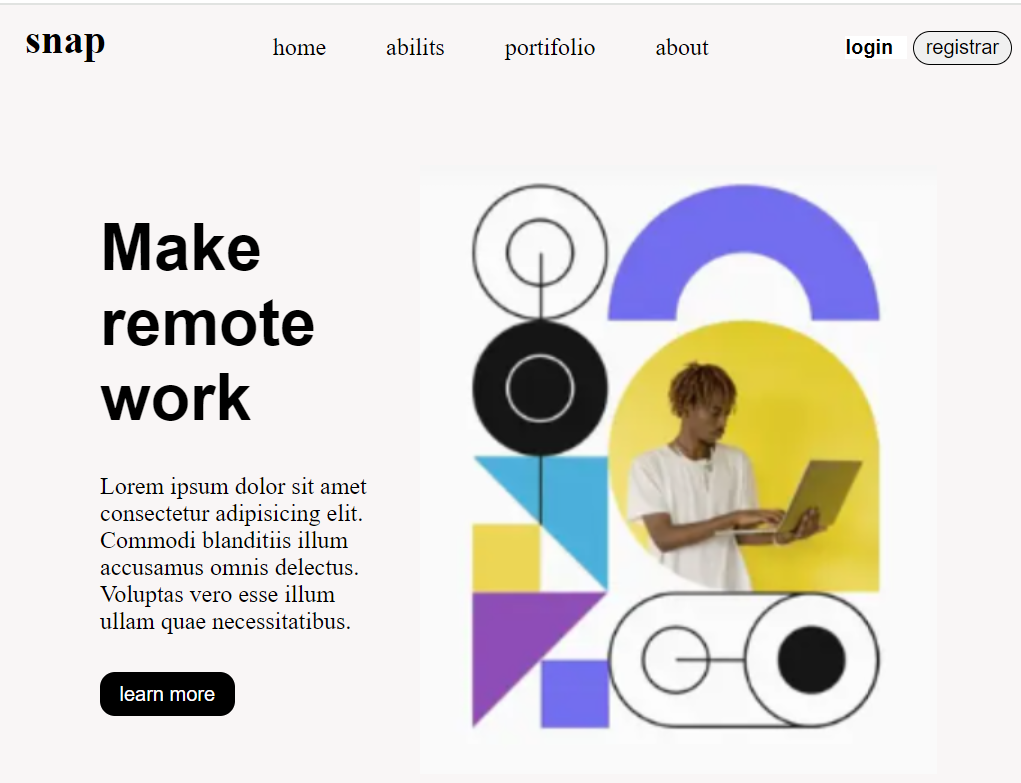 snap
home abilits portifolio about
login registrar
Make
remote
work
Lorem ipsum dolor sit amet
consectetur adipisicing elit.
Commodi blanditiis illum
accusamus omnis delectus.
Voluptas vero esse illum
ullam quae necessitatibus.
learn more